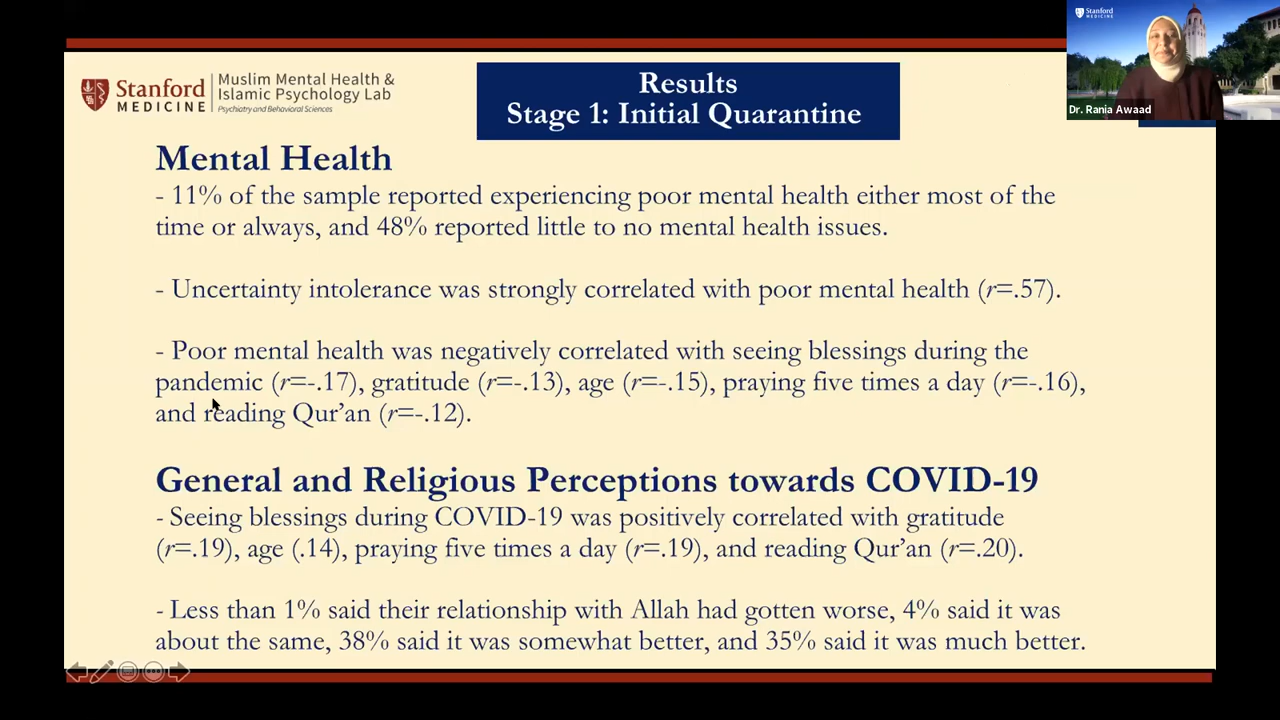 Stanford
MEDICINE
Muslim Mental Health &
Islamic Psychology Lab
Psychiatry and Behavioral Sciences
Results
Stage 1: Initial Quarantine
Stanford
MEDICINE
Dr. Rania Awaad
Mental Health
- 11% of the sample reported experiencing poor mental health either most of the
time or always, and 48% reported little to no mental health issues.
- Uncertainty intolerance was strongly correlated with poor mental health (r=.57).
- Poor mental health was negatively correlated with seeing blessings during the
pandemic (r=-.17), gratitude (r=-.13), age (r=-.15), praying five times a day (r=-.16),
and reading Qur’an (r=-.12).
General and Religious Perceptions towards COVID-19
- Seeing blessings during COVID-19 was positively correlated with gratitude
(r=.19), age (.14), praying five times a day (r=.19), and reading Qur’an (r=.20).
- Less than 1% said their relationship with Allah had gotten worse, 4% said it was
about the same, 38% said it was somewhat better, and 35% said it was much better.